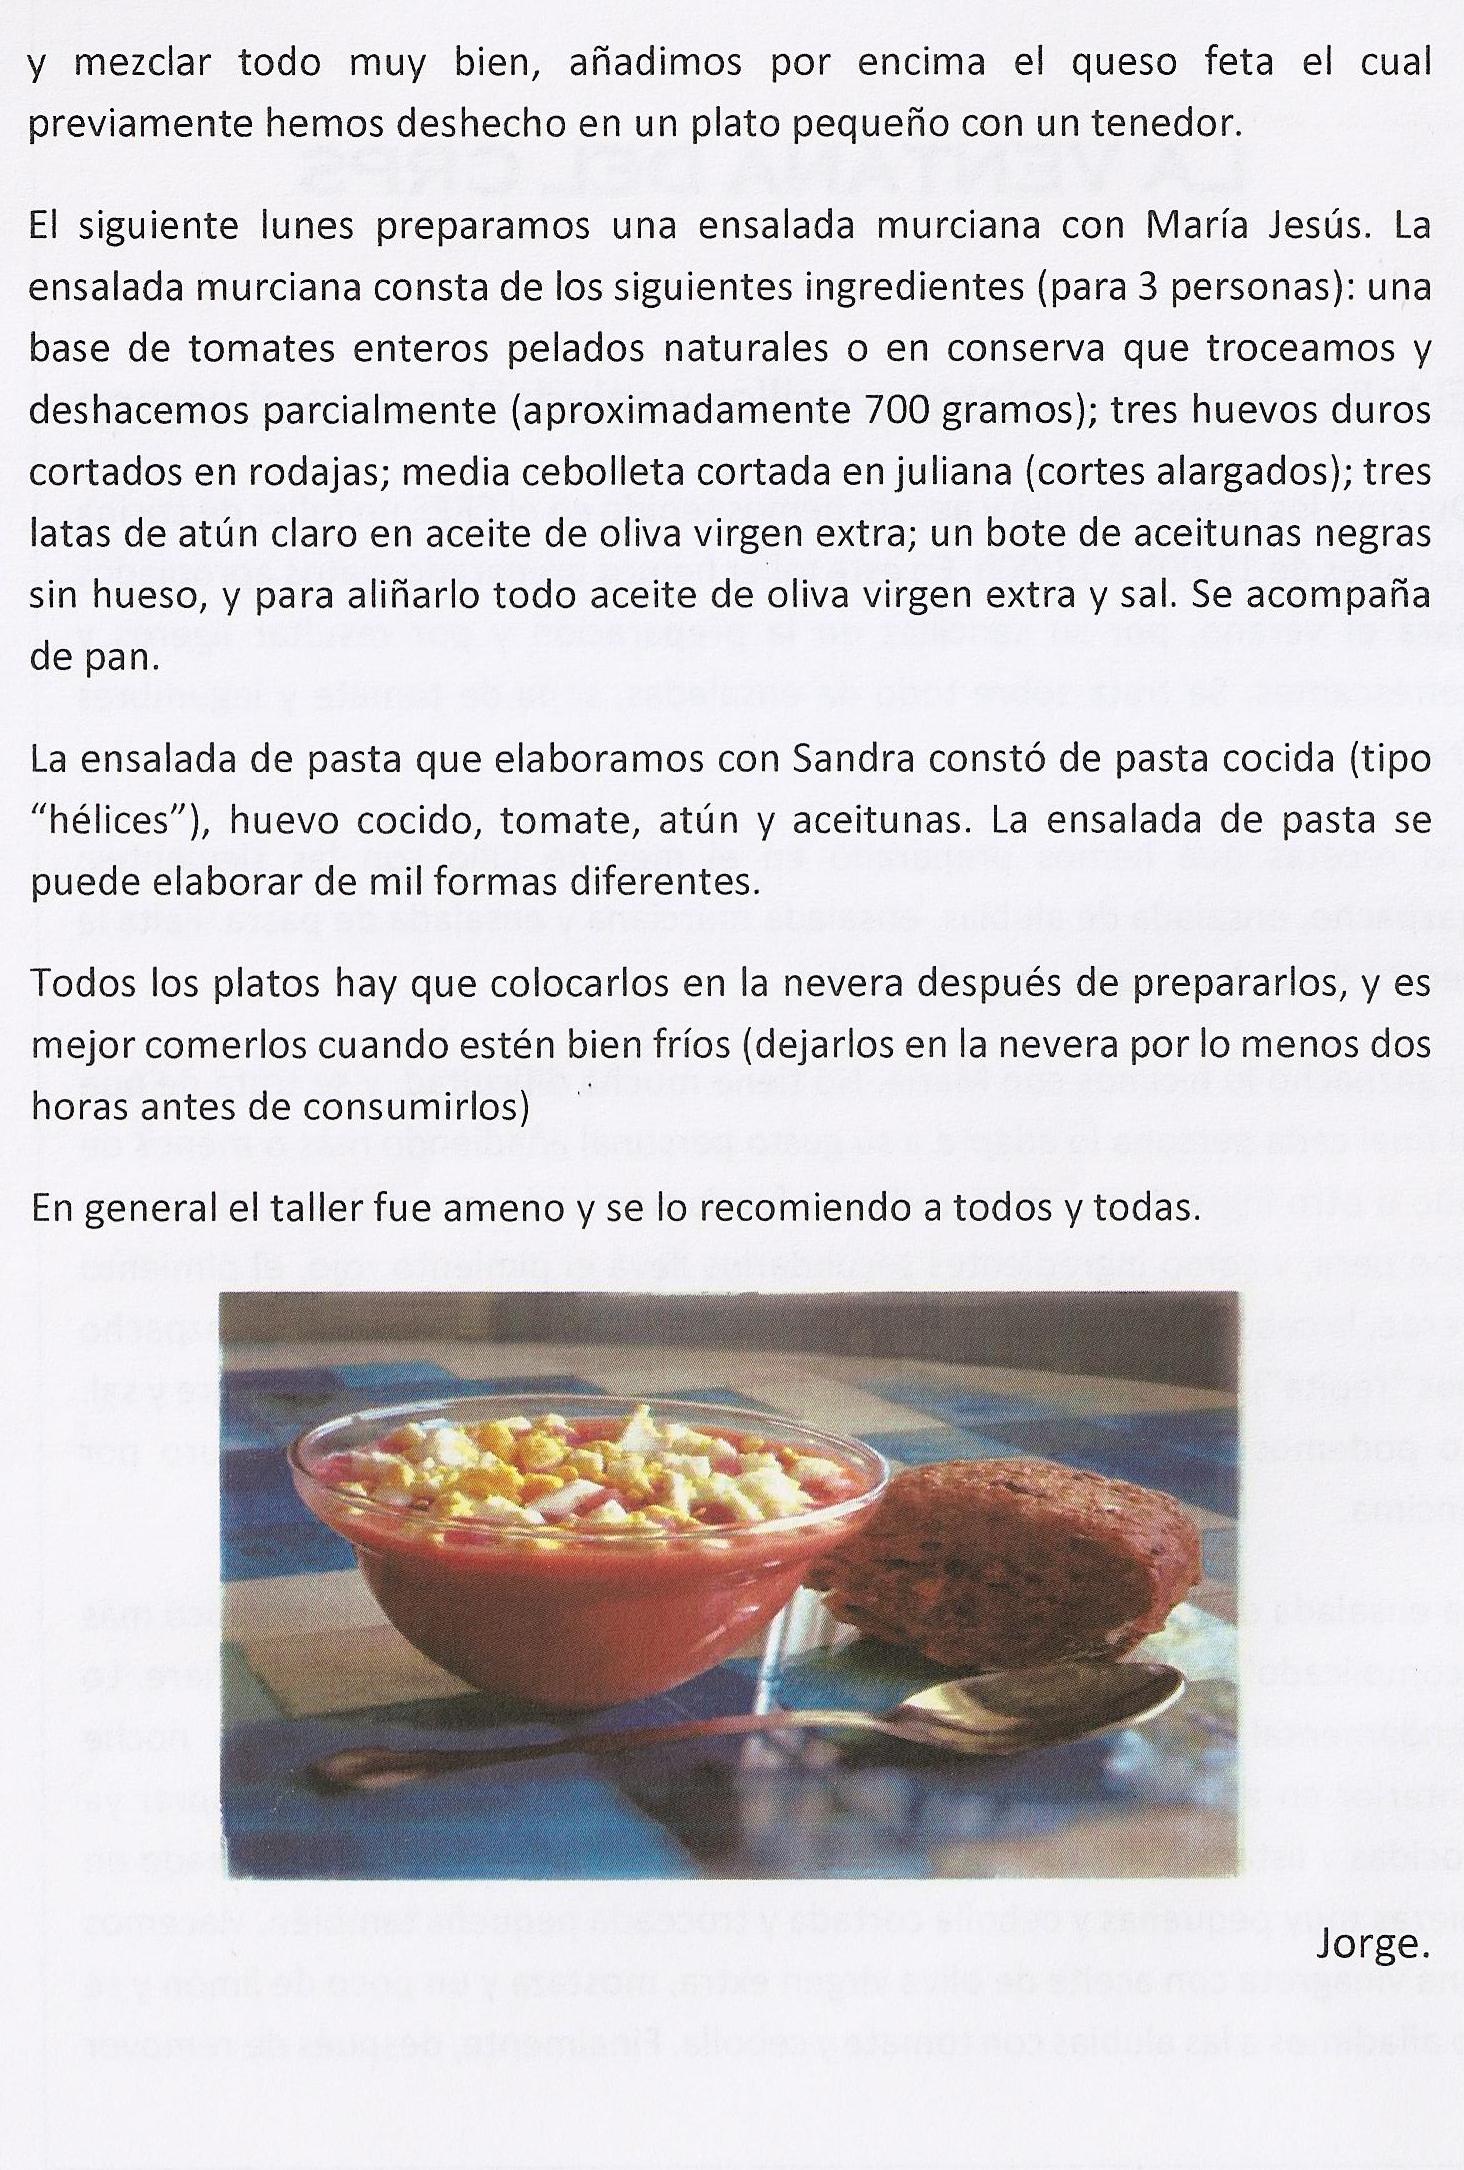 y mezclar todo muy bien, añadimos por encima el queso feta el cual
previamente hemos deshecho en un plato pequeño con un tenedor.
El siguiente lunes preparamos una ensalada murciana con María Jesús. La
ensalada murciana consta de los siguientes ingredientes (para 3 personas): una
base de tomates enteros pelados naturales o en conserva que troceamos y
deshacemos parcialmente (aproximadamente 700 gramos); tres huevos duros
cortados en rodajas; media cebolleta cortada en juliana (cortes alargados); tres
latas de atún claro en aceite de oliva virgen extra; un bote de aceitunas negras
sin hueso, y para aliñarlo todo aceite de oliva virgen extra y sal. Se acompaña
de pan.
La ensalada de pasta que elaboramos con Sandra constó de pasta cocida (tipo
“hélices”), huevo cocido, tomate, atún y aceitunas. La ensalada de pasta se
puede elaborar de mil formas diferentes.
Todos los platos hay que colocarlos en la nevera después de prepararlos, y es
mejor comerlos cuando estén bien fríos (dejarlos en la nevera por lo menos dos
horas antes de consumirlos)
En general el taller fue ameno y se lo recomiendo a todos y todas.
Jorge.